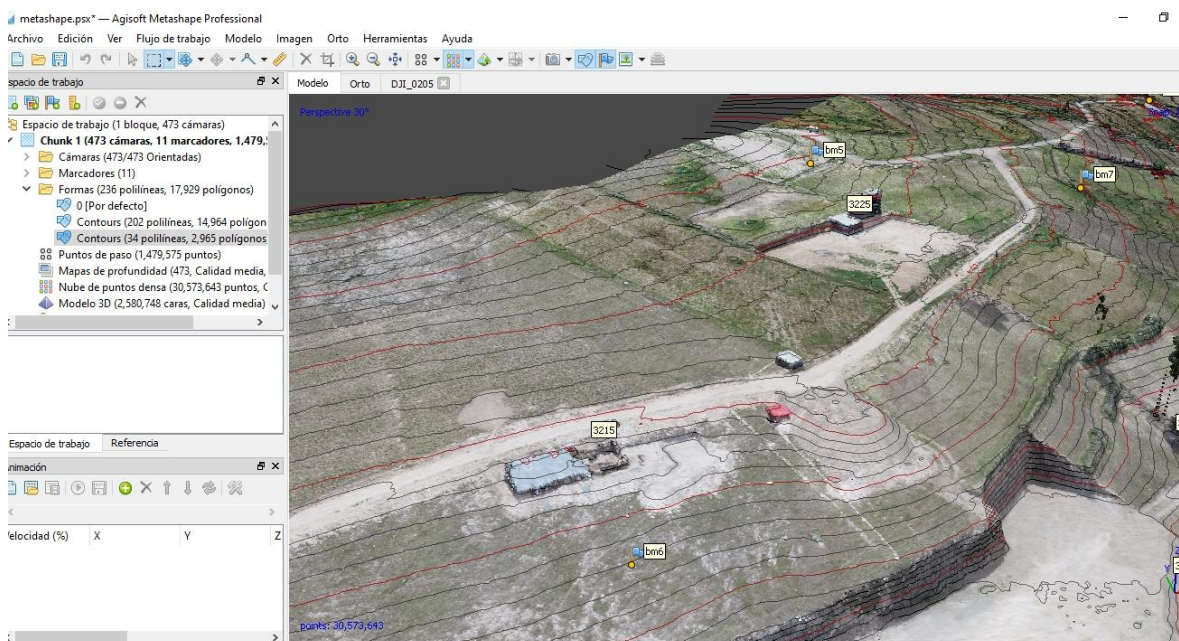 metashape.psx* — Agisoft Metashape Professional
Archivo Edición Ver Flujo de trabajo Modelo Imagen Orto Herramientas Ayuda
Espacio de trabajo
Modelo Orto DJI_0205
Espacio de trabajo (1 bloque, 473 cámaras)
Chunk 1 (473 cámaras, 11 marcadores, 1,479,5
Cámaras (473/473 Orientadas)
Marcadores (11)
Formas (236 polilíneas, 17,929 polígonos)
0 [Por defecto]
Contours (202 polilíneas, 14,964 polígon
Contours (34 polilíneas, 2,965 polígonos
Puntos de paso (1,479,575 puntos)
Mapas de profundidad (473, Calidad media,
Nube de puntos densa (30,573,643 puntos, C
Modelo 3D (2,580,748 caras, Calidad media)
Espacio de trabajo Referencia
Animación
Velocidad (%) X Y Z
Perspective 30°
Snap:
bm5
bm7
3225
3215
bm6
points: 30,573,643
Z
Y